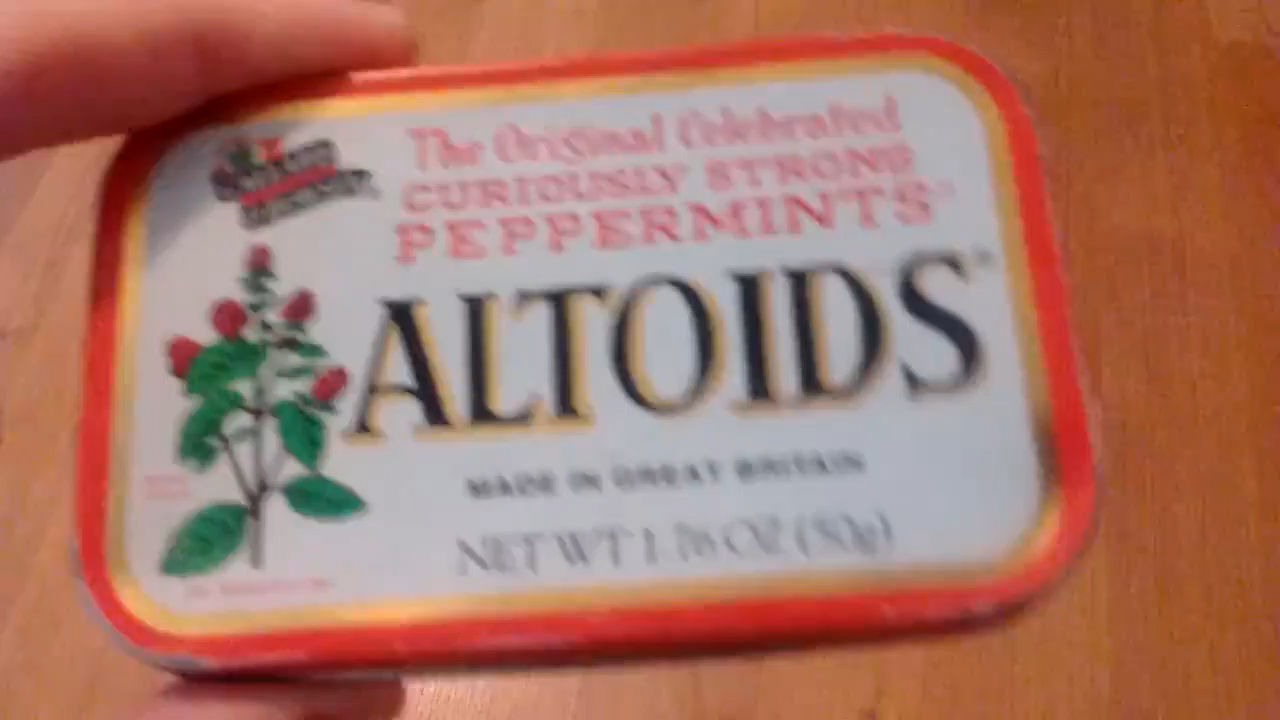 The Original Celebrated
CURIOUSLY STRONG
PEPPERMINTS
ALTOIDS
MADE IN GREAT BRITAIN
NET WT 1.76 OZ (50g)